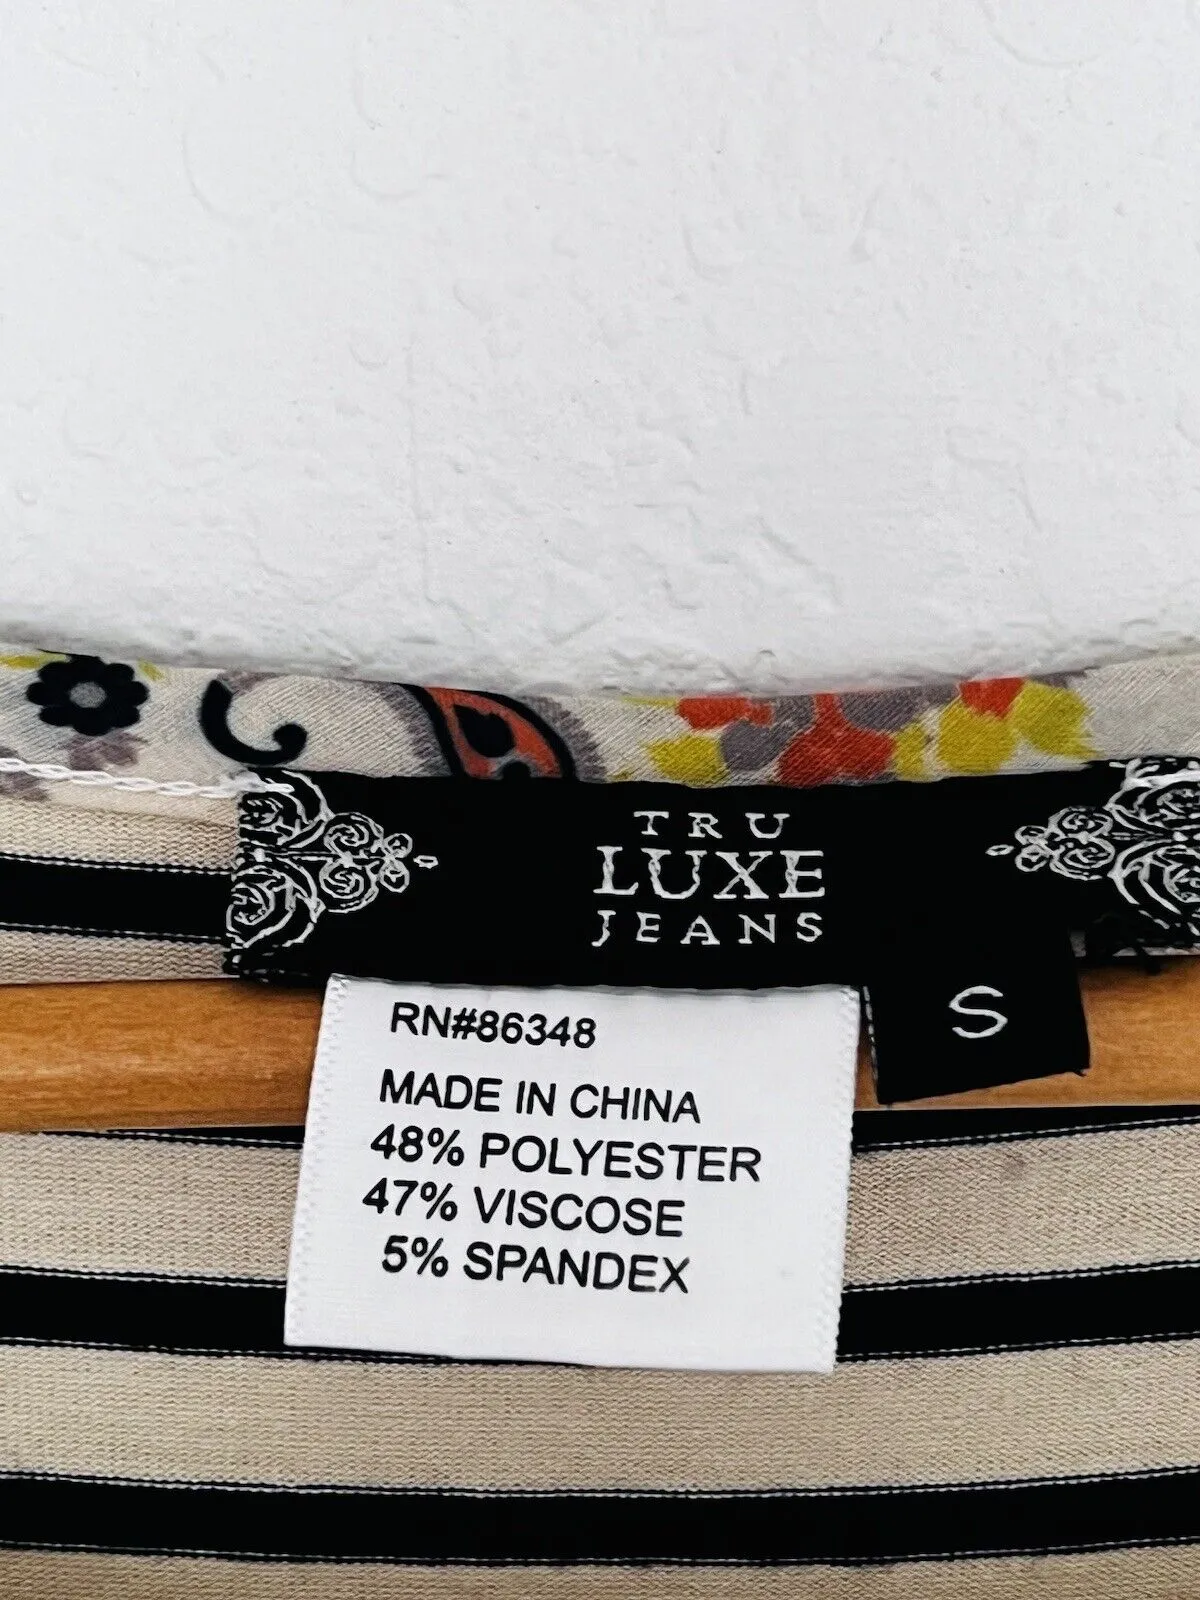 TRU
LUXE
JEANS
S
RN#86348
MADE IN CHINA
48% POLYESTER
47% VISCOSE
5% SPANDEX